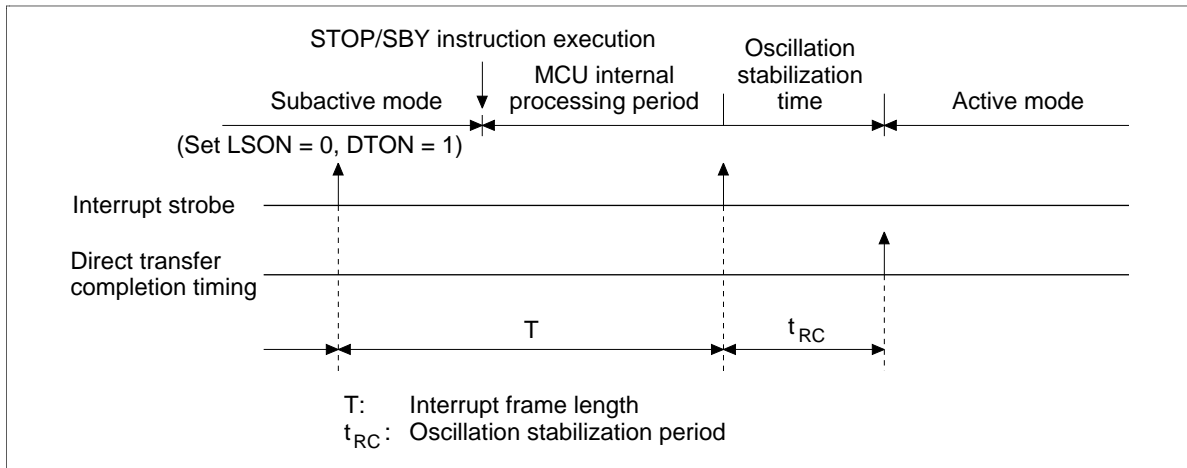 STOP/SBY instruction execution
Oscillation
stabilization
time
MCU internal
processing period
Subactive mode
Active mode
(Set LSON = 0, DTON = 1)
Interrupt strobe
Direct transfer
completion timing
T
tRC
T: Interrupt frame length
tRC: Oscillation stabilization period